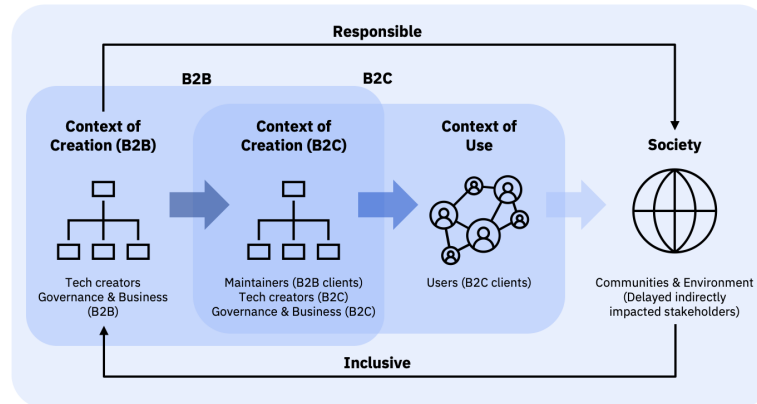 Responsible
B2B
B2C
Context of
Creation (B2B)
Context of
Creation (B2C)
Context of
Use
Society
Tech creators
Governance & Business
(B2B)
Maintainers (B2B clients)
Tech creators (B2C)
Governance & Business (B2C)
Users (B2C clients)
Communities & Environment
(Delayed indirectly
impacted stakeholders)
Inclusive